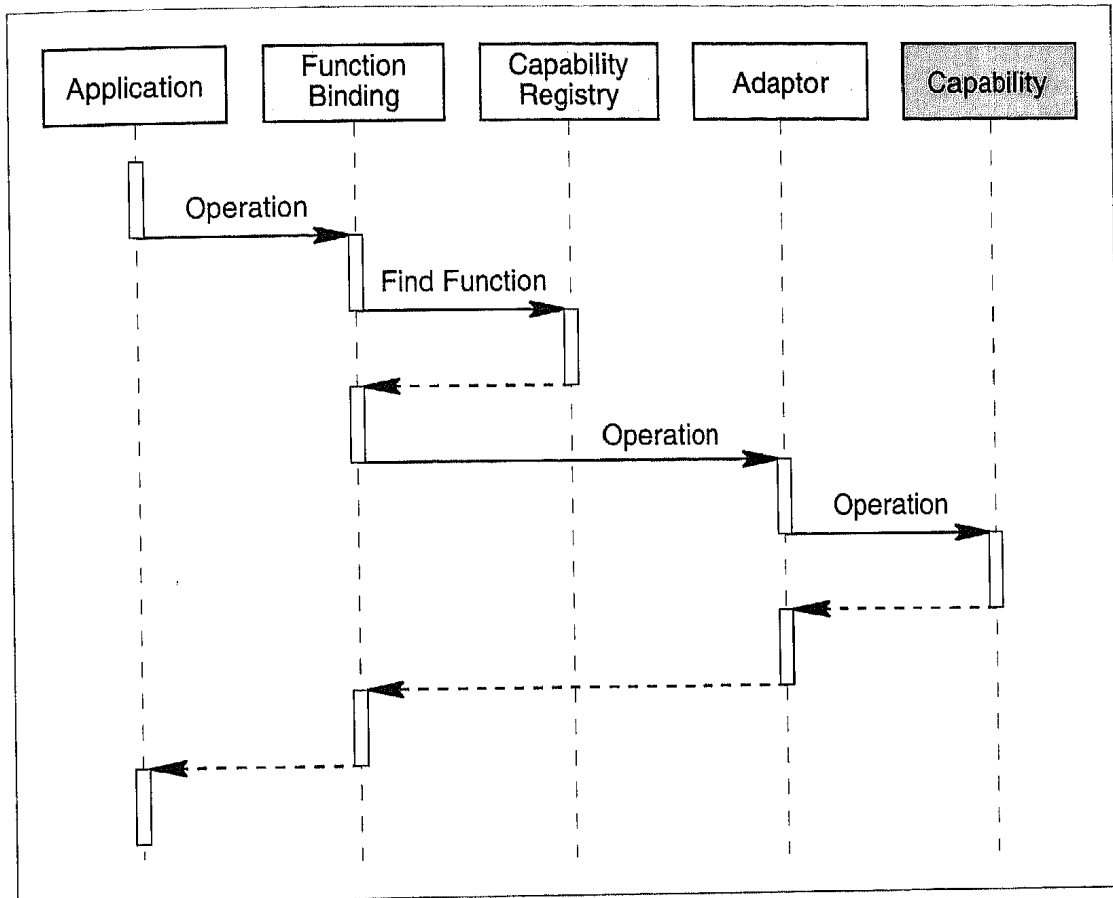 Application
Function
Binding
Capability
Registry
Adaptor
Capability
Operation
Find Function
Operation
Operation